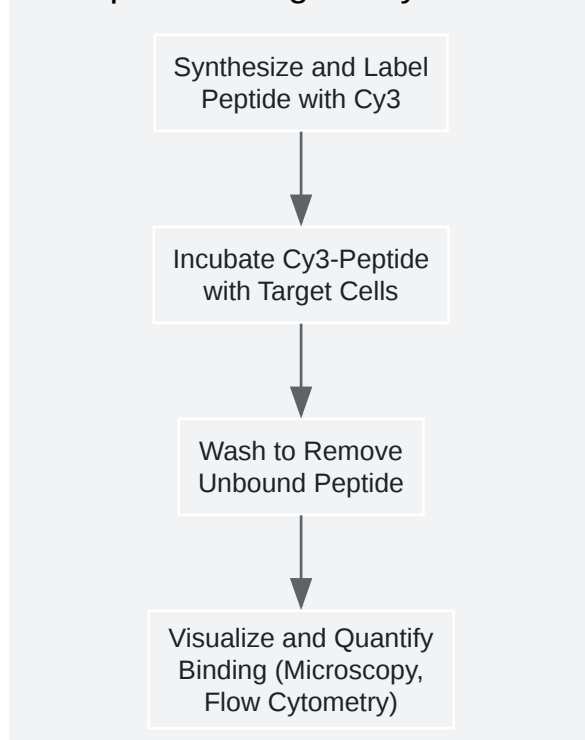 Synthesize and Label
Peptide with Cy3
Incubate Cy3-Peptide
with Target Cells
Wash to Remove
Unbound Peptide
Visualize and Quantify
Binding (Microscopy,
Flow Cytometry)